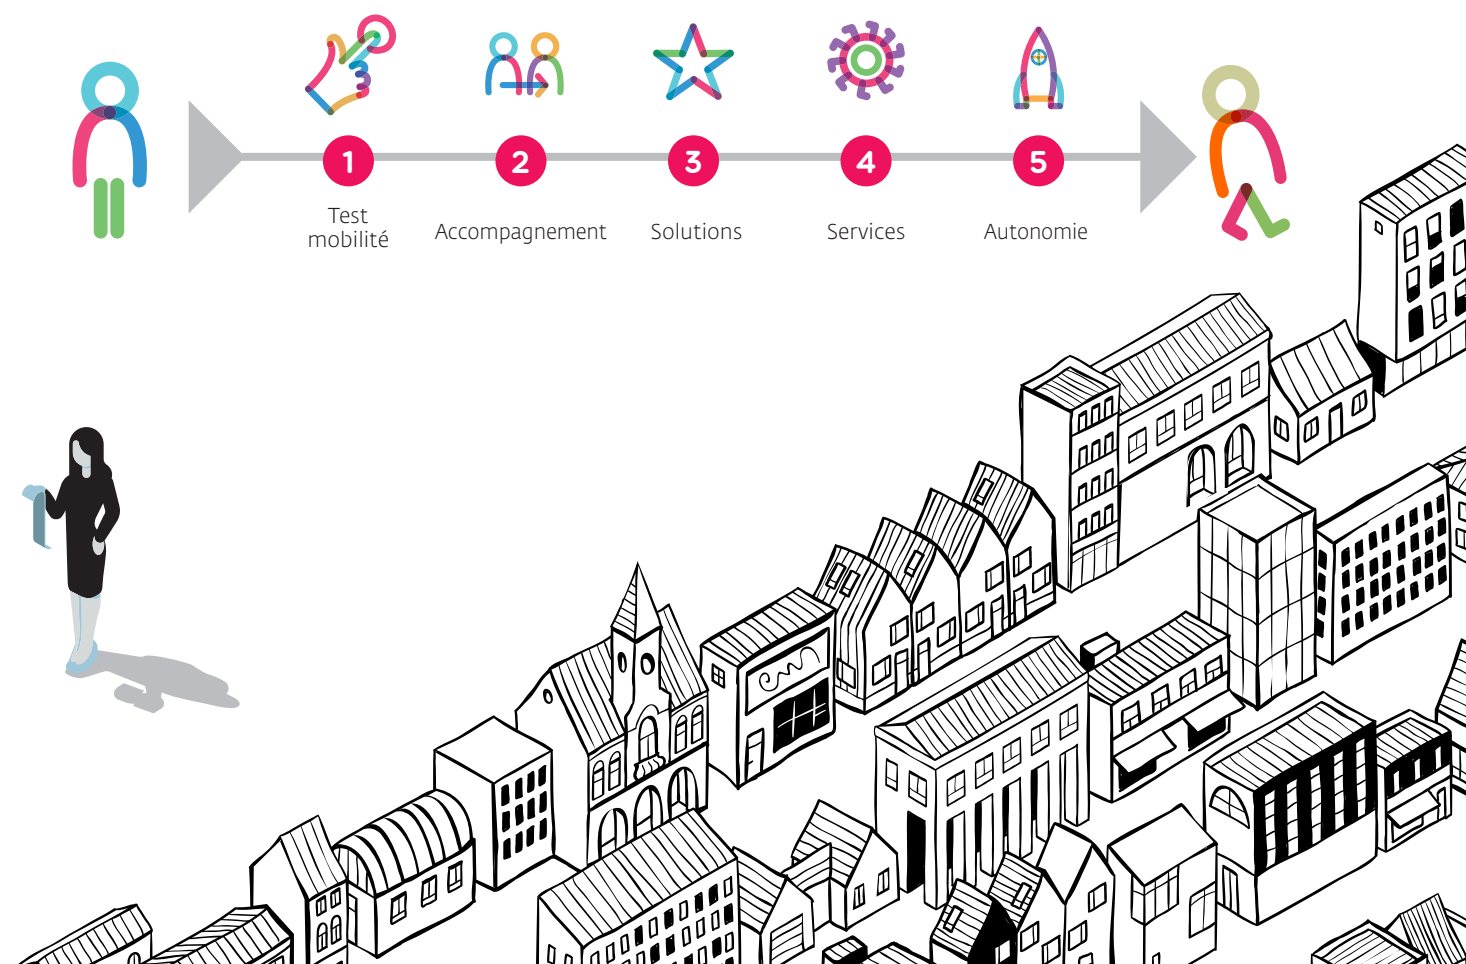 1
2
3
4
5
Test
mobilité
Accompagnement
Solutions
Services
Autonomie